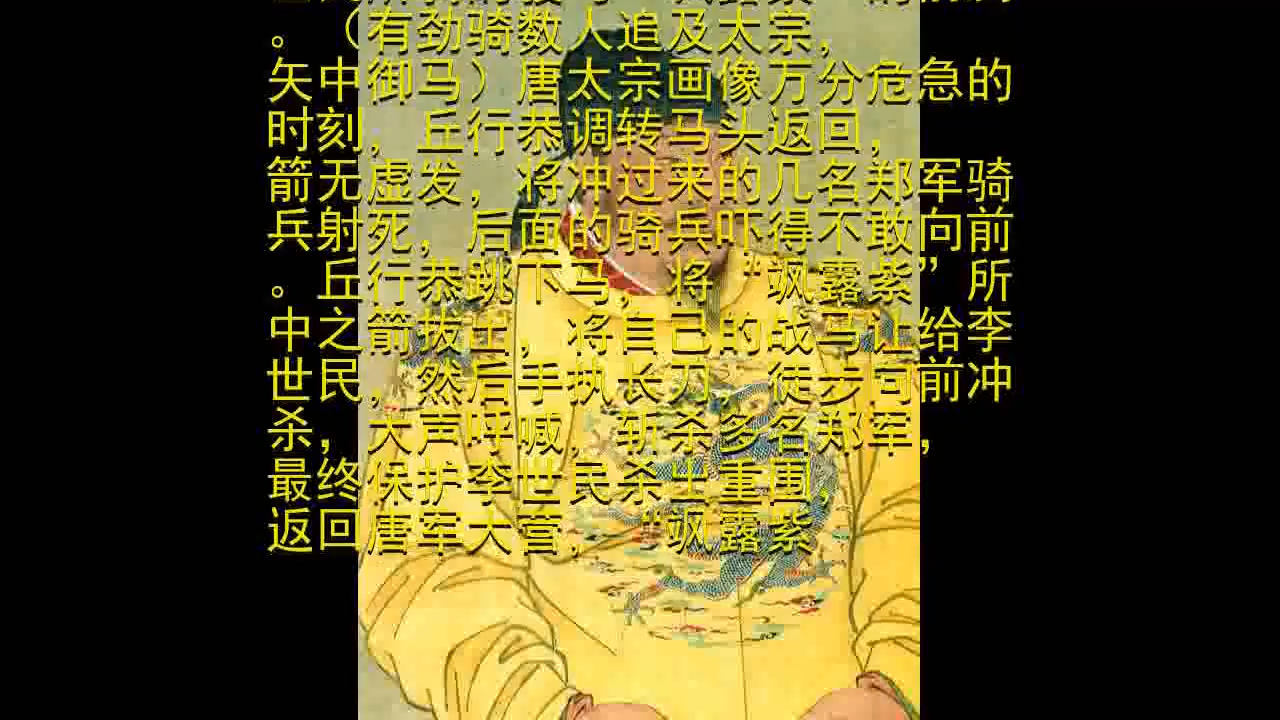 。（有劲骑数人追及太宗，
矢中御马）唐太宗画像万分危急的
时刻，丘行恭调转马头返回，
箭无虚发，将冲过来的几名郑军骑
兵射死，后面的骑兵吓得不敢向前
。丘行恭跳下马，将“飒露紫”所
中之箭拔出，将自己的战马让给李
世民，然后手执长刀，徒步向前冲
杀，大声呼喊，斩杀多名郑军，
最终保护李世民杀出重围，
返回唐军大营，“飒露紫